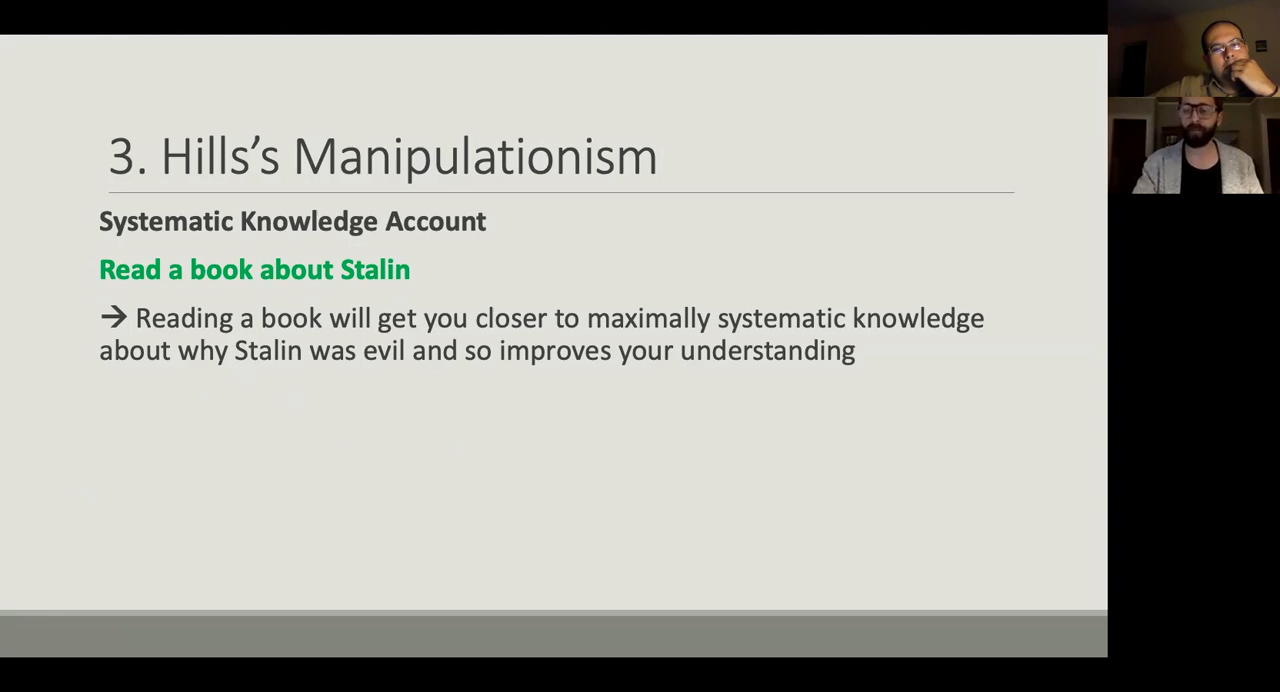 3. Hills's Manipulationism
Systematic Knowledge Account
Read a book about Stalin
→ Reading a book will get you closer to maximally systematic knowledge
about why Stalin was evil and so improves your understanding